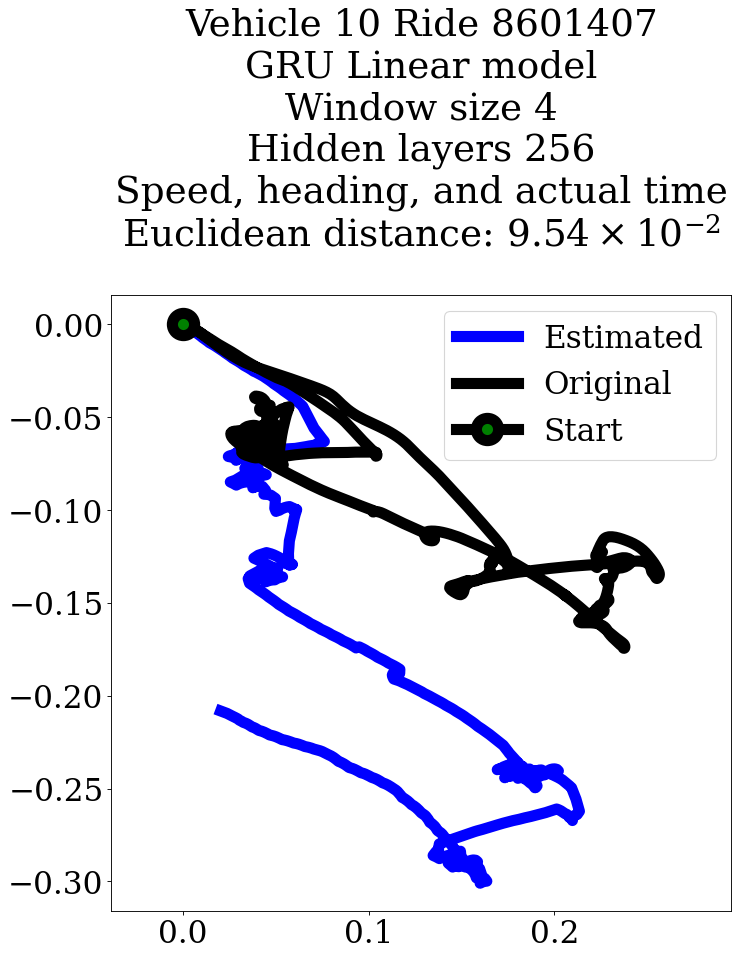 Vehicle 10 Ride 8601407
GRU Linear model
Window size 4
Hidden layers 256
Speed, heading, and actual time
Euclidean distance: 9.54 × 10⁻²
Estimated
Original
Start
0.00
−0.05
−0.10
−0.15
−0.20
−0.25
−0.30
0.0 0.1 0.2